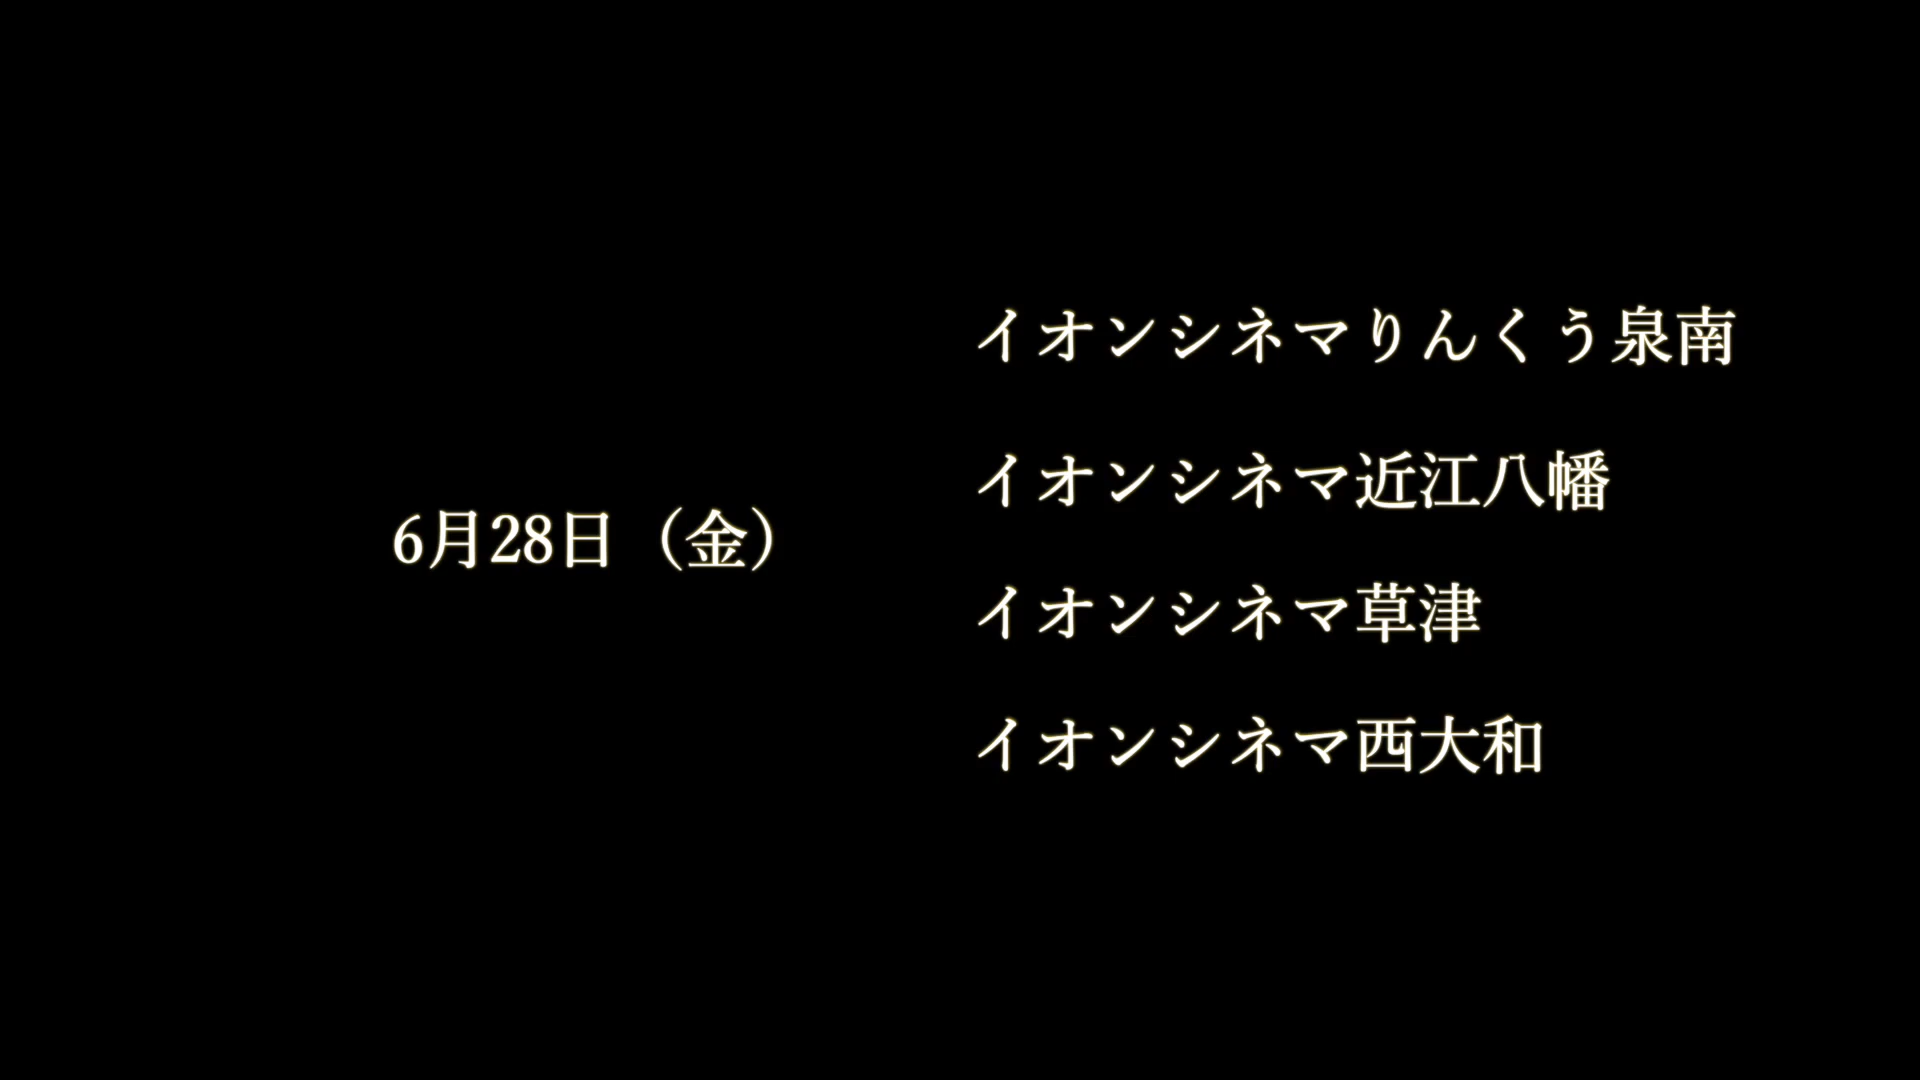 6月28日（金）
イオンシネマりんくう泉南
イオンシネマ近江八幡
イオンシネマ草津
イオンシネマ西大和